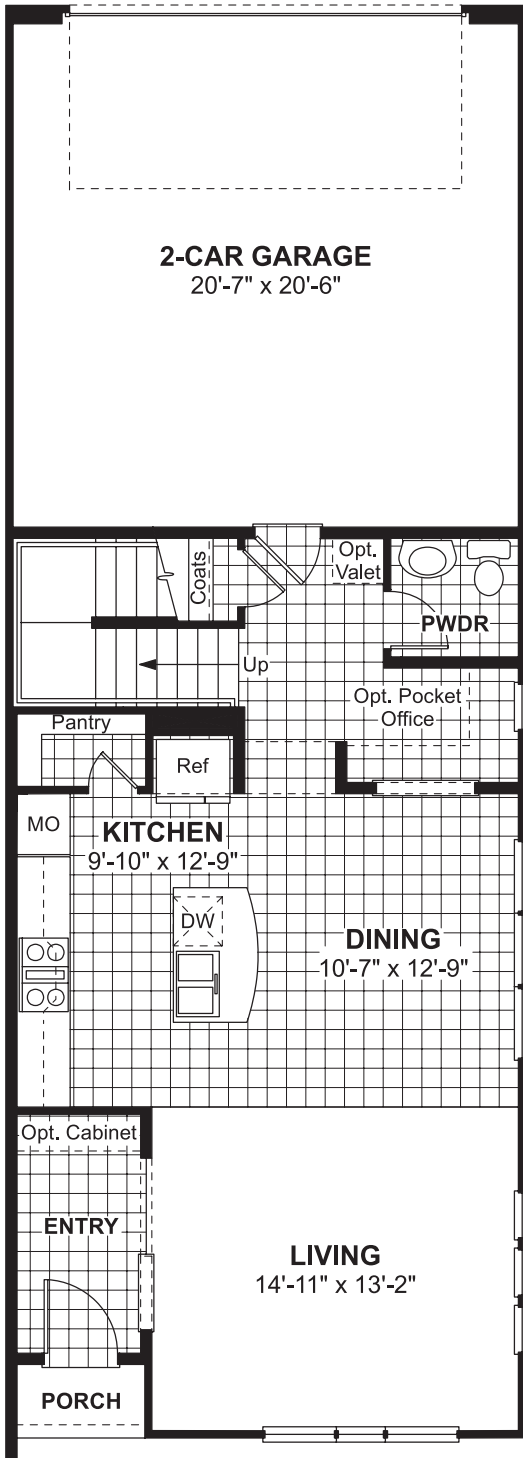 2-CAR GARAGE
20'-7" x 20'-6"
Coats
Opt.
Valet
PWDR
Up
Opt. Pocket
Office
Pantry
Ref
MO
KITCHEN
9'-10" x 12'-9"
DW
DINING
10'-7" x 12'-9"
Opt. Cabinet
ENTRY
LIVING
14'-11" x 13'-2"
PORCH